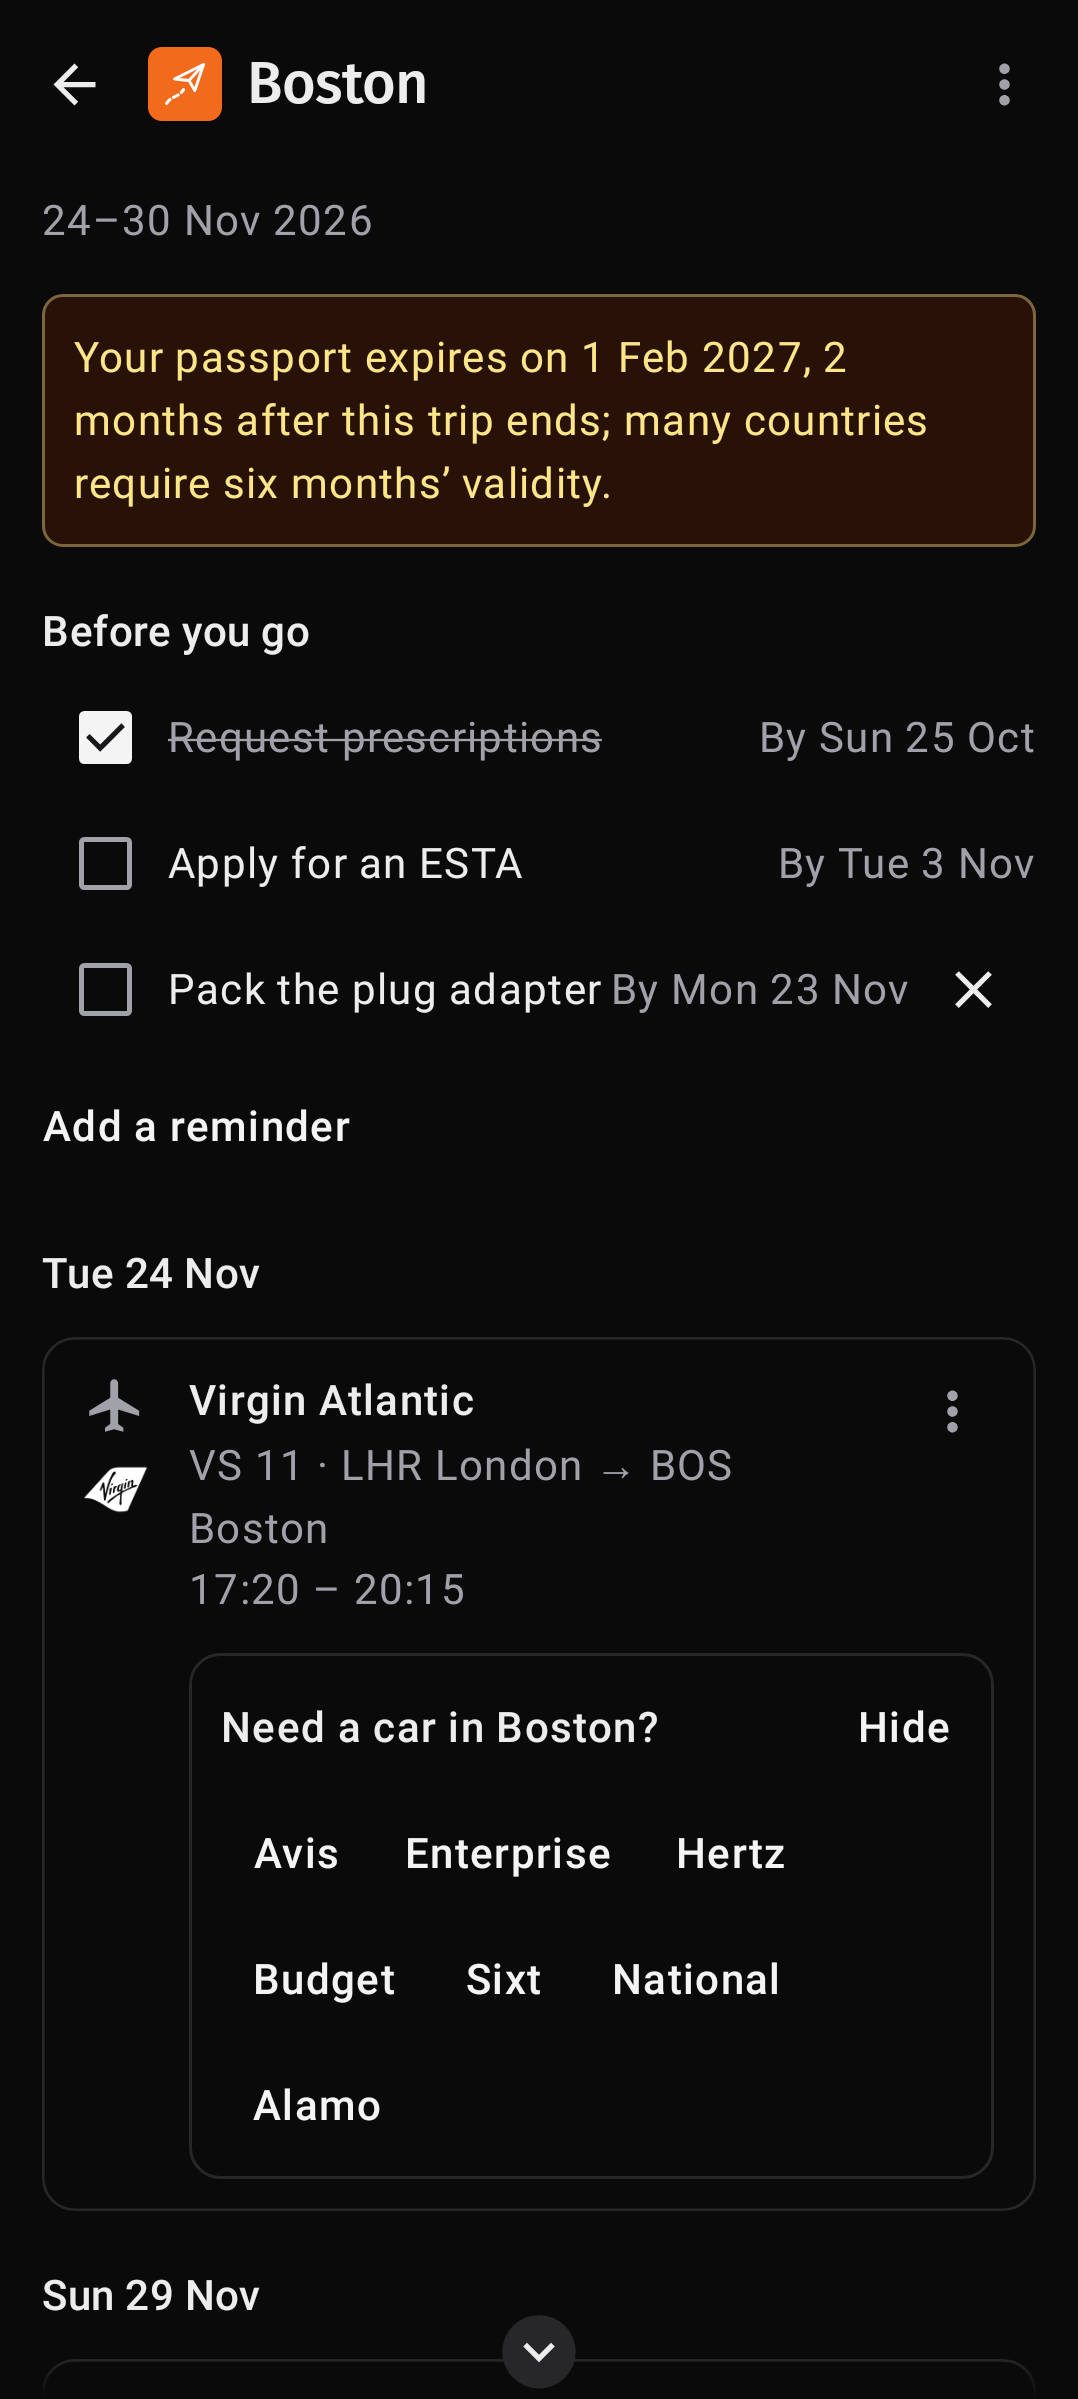 Boston
24–30 Nov 2026
Your passport expires on 1 Feb 2027, 2
months after this trip ends; many countries
require six months’ validity.
Before you go
Request prescriptions By Sun 25 Oct
Apply for an ESTA By Tue 3 Nov
Pack the plug adapter By Mon 23 Nov
Add a reminder
Tue 24 Nov
Virgin Atlantic
VS 11 · LHR London → BOS
Boston
Virgin
17:20 – 20:15
Need a car in Boston? Hide
Avis Enterprise Hertz
Budget Sixt National
Alamo
Sun 29 Nov